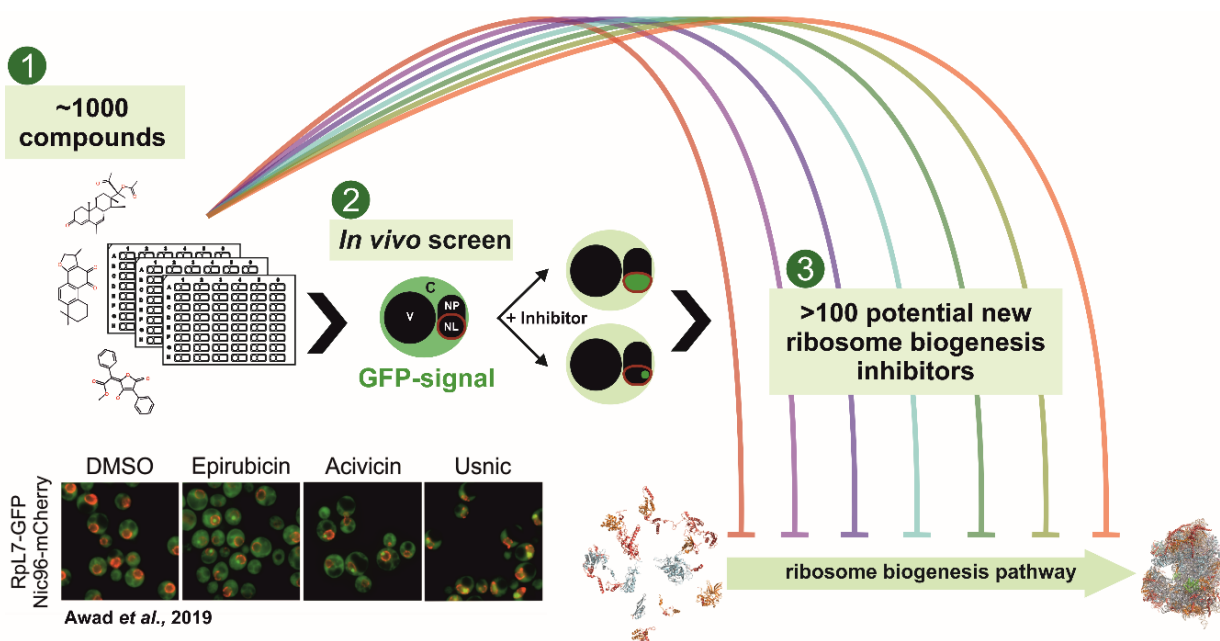 1
~1000
compounds
2
In vivo screen
C
V
NP
NL
+ Inhibitor
GFP-signal
3
>100 potential new
ribosome biogenesis
inhibitors
DMSO
Epirubicin
Acivicin
Usnic
RpL7-GFP
Nic96-mCherry
Awad et al., 2019
ribosome biogenesis pathway